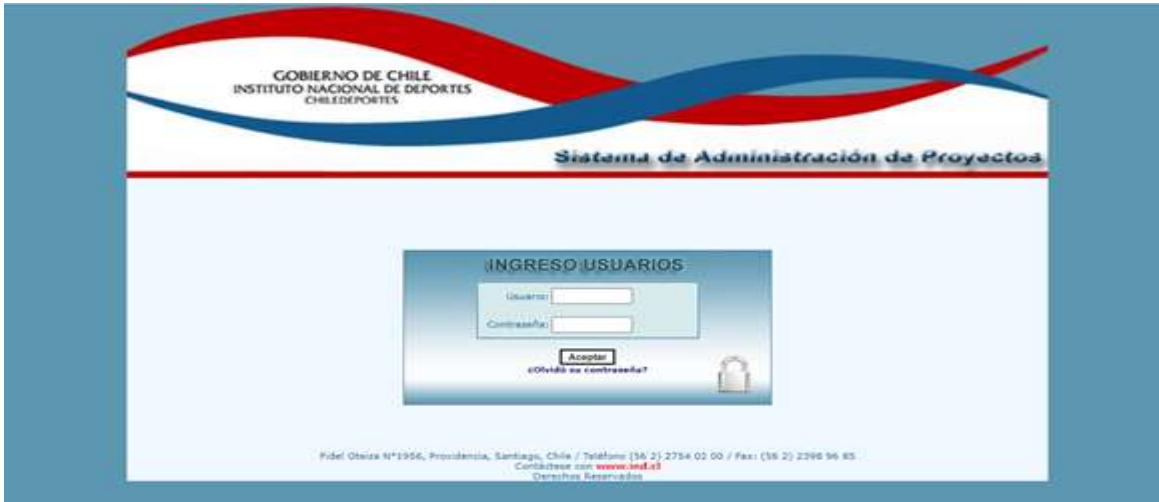 GOBIERNO DE CHILE
INSTITUTO NACIONAL DE DEPORTES
CHILEDEPORTES
Sistema de Administración de Proyectos
INGRESO USUARIOS
Usuario:
Contraseña:
Aceptar
¿Olvidó su contraseña?
Fidel Oteiza N°1956, Providencia, Santiago, Chile / Teléfono (56 2) 2754 02 00 / Fax: (56 2) 2398 96 85
Contáctese con www.ind.cl
Derechos Reservados